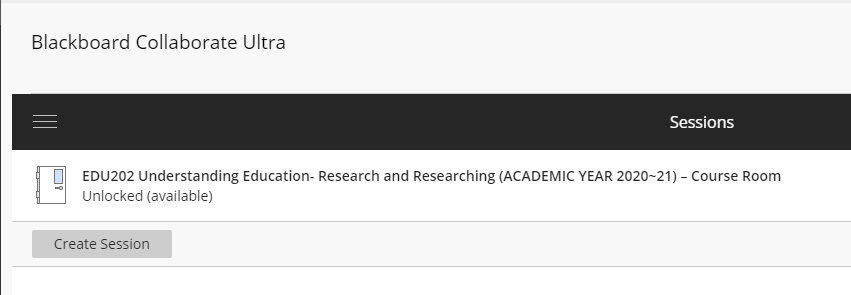 Blackboard Collaborate Ultra
Sessions
EDU202 Understanding Education- Research and Researching (ACADEMIC YEAR 2020~21) – Course Room
Unlocked (available)
Create Session